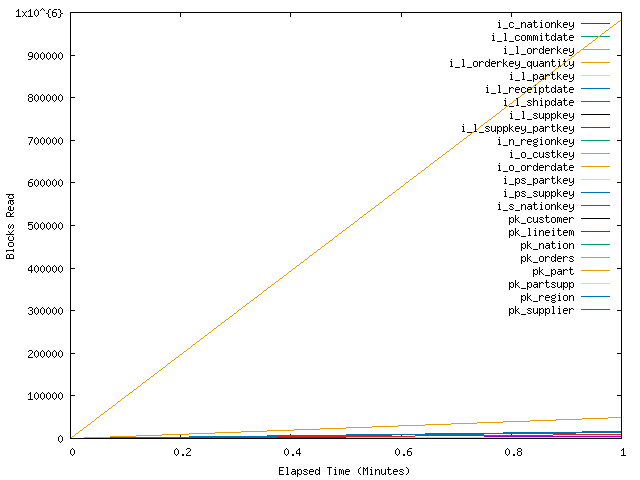 1x10^{6}
900000
800000
700000
600000
500000
400000
300000
200000
100000
0
Blocks Read
0
0.2
0.4
0.6
0.8
1
Elapsed Time (Minutes)
i_c_nationkey
i_l_commitdate
i_l_orderkey
i_l_orderkey_quantity
i_l_partkey
i_l_receiptdate
i_l_shipdate
i_l_suppkey
i_l_suppkey_partkey
i_n_regionkey
i_o_custkey
i_o_orderdate
i_ps_partkey
i_ps_suppkey
i_s_nationkey
pk_customer
pk_lineitem
pk_nation
pk_orders
pk_part
pk_partsupp
pk_region
pk_supplier